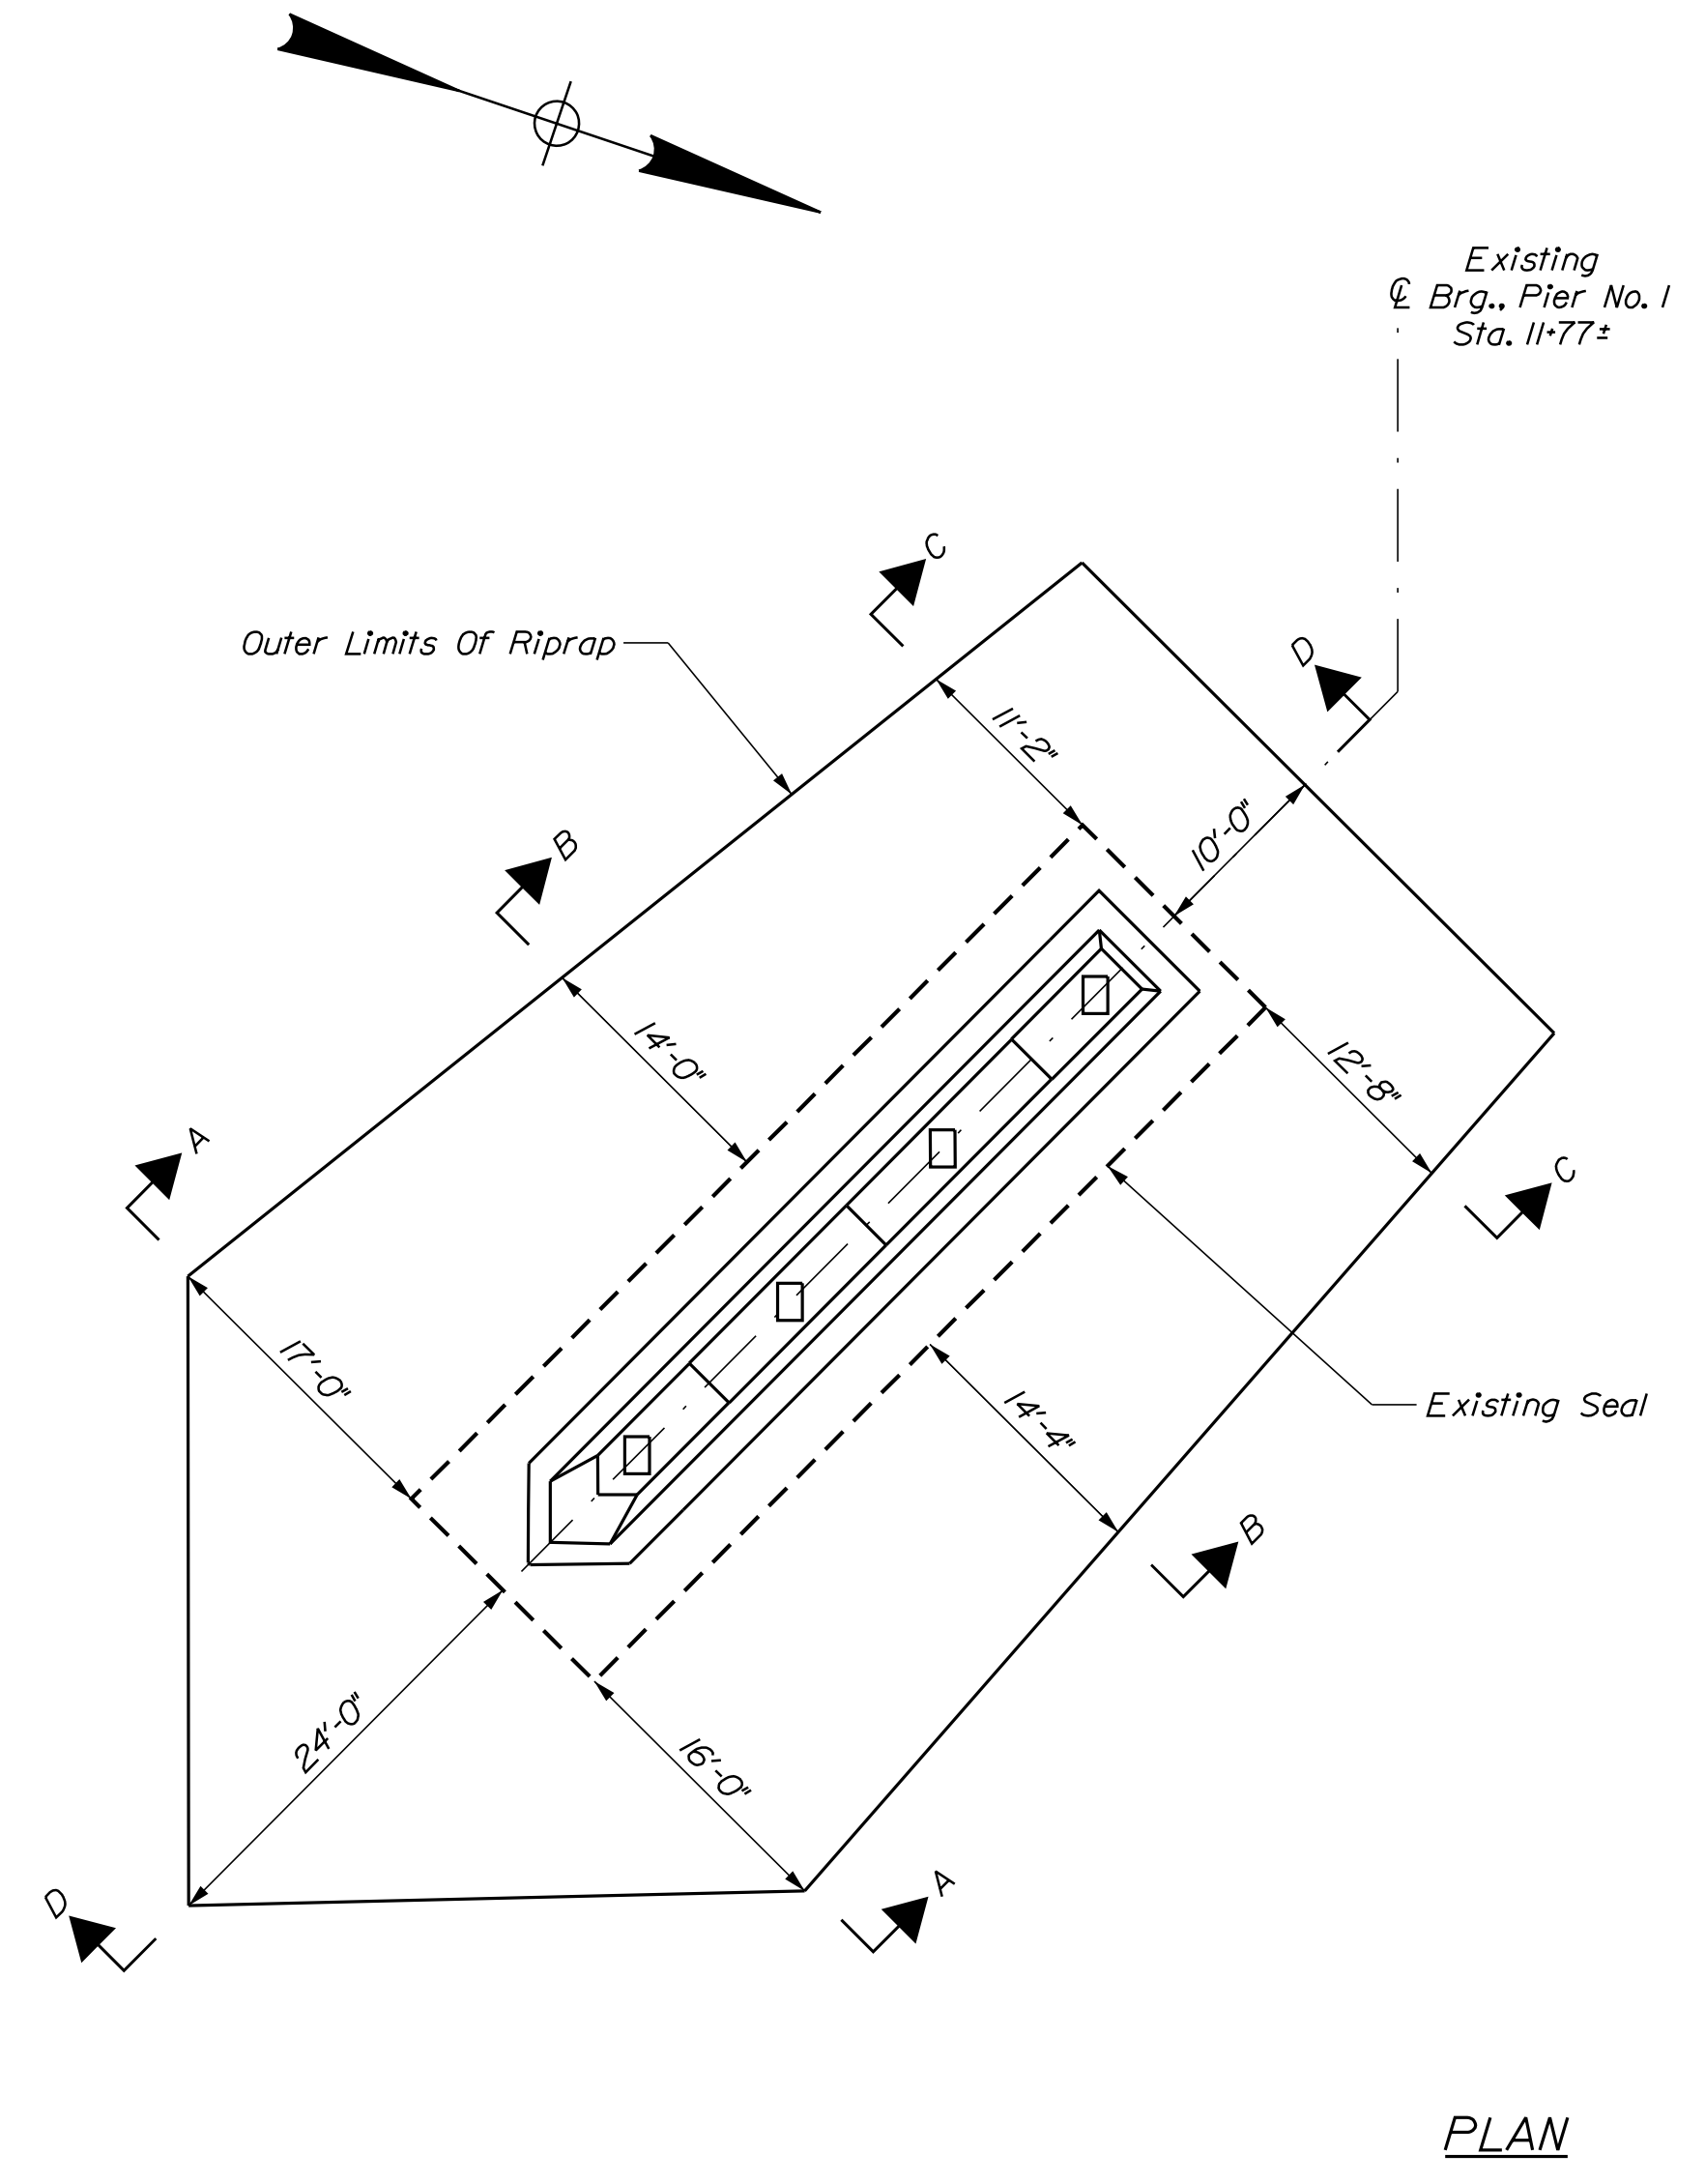 Existing
℄ Brg., Pier No. 1
Sta. 11+77±
C
D
Outer Limits Of Riprap
11'-2"
10'-0"
B
14'-0"
12'-8"
A
C
17'-0"
14'-4"
Existing Seal
B
24'-0"
16'-0"
D
A
PLAN